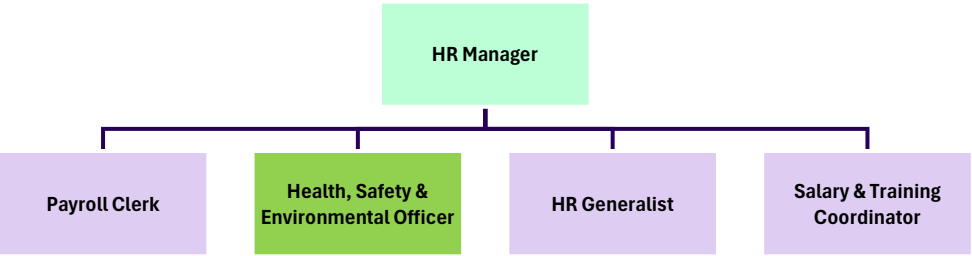 HR Manager
Payroll Clerk
Health, Safety &
Environmental Officer
HR Generalist
Salary & Training
Coordinator